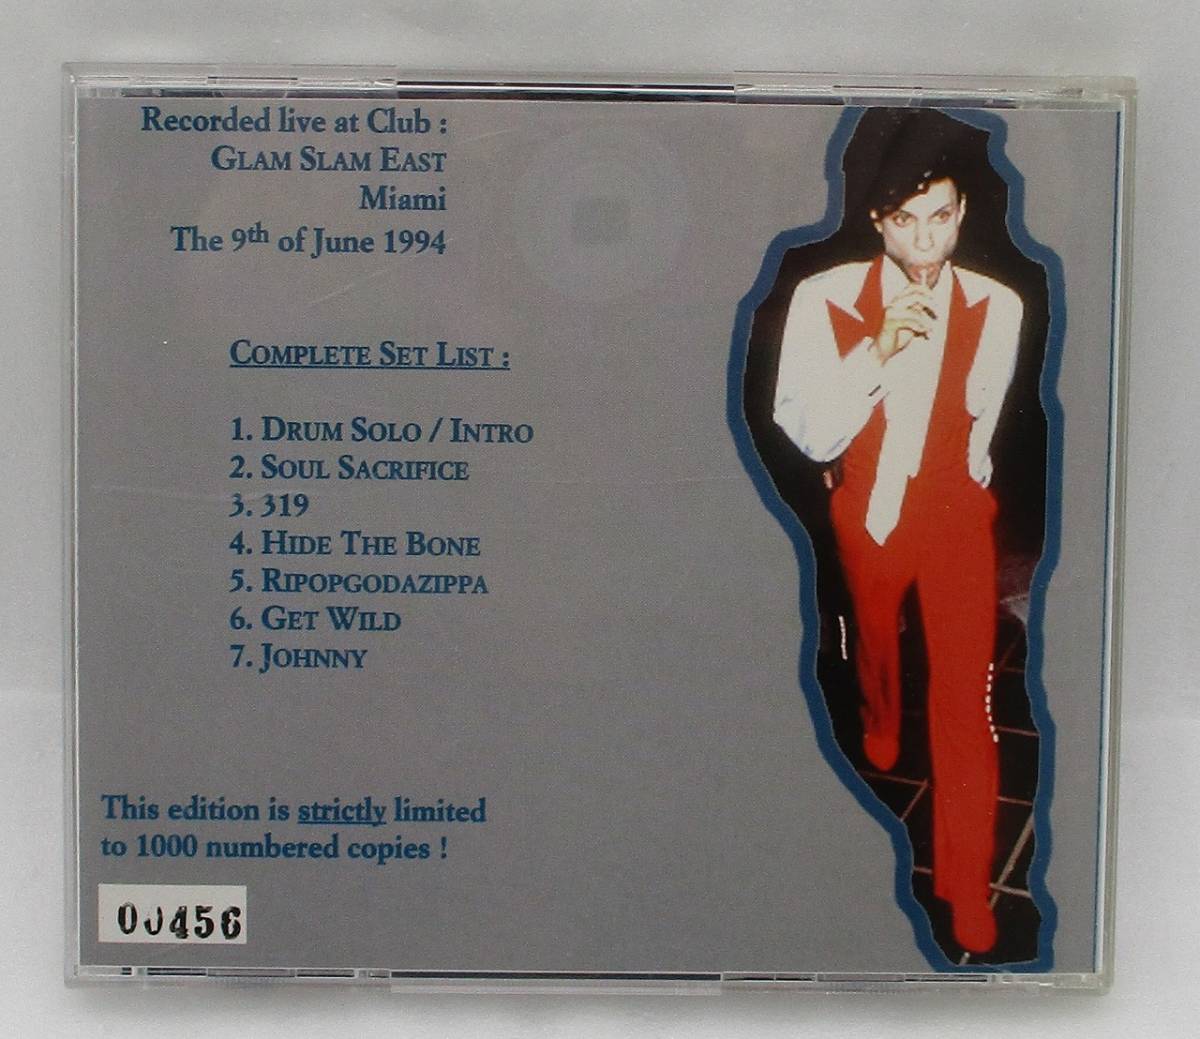 Recorded live at Club :
GLAM SLAM EAST
Miami
The 9th of June 1994
COMPLETE SET LIST :
1. DRUM SOLO / INTRO
2. SOUL SACRIFICE
3. 319
4. HIDE THE BONE
5. RIPOPGODAZIPPA
6. GET WILD
7. JOHNNY
This edition is strictly limited
to 1000 numbered copies !
00456